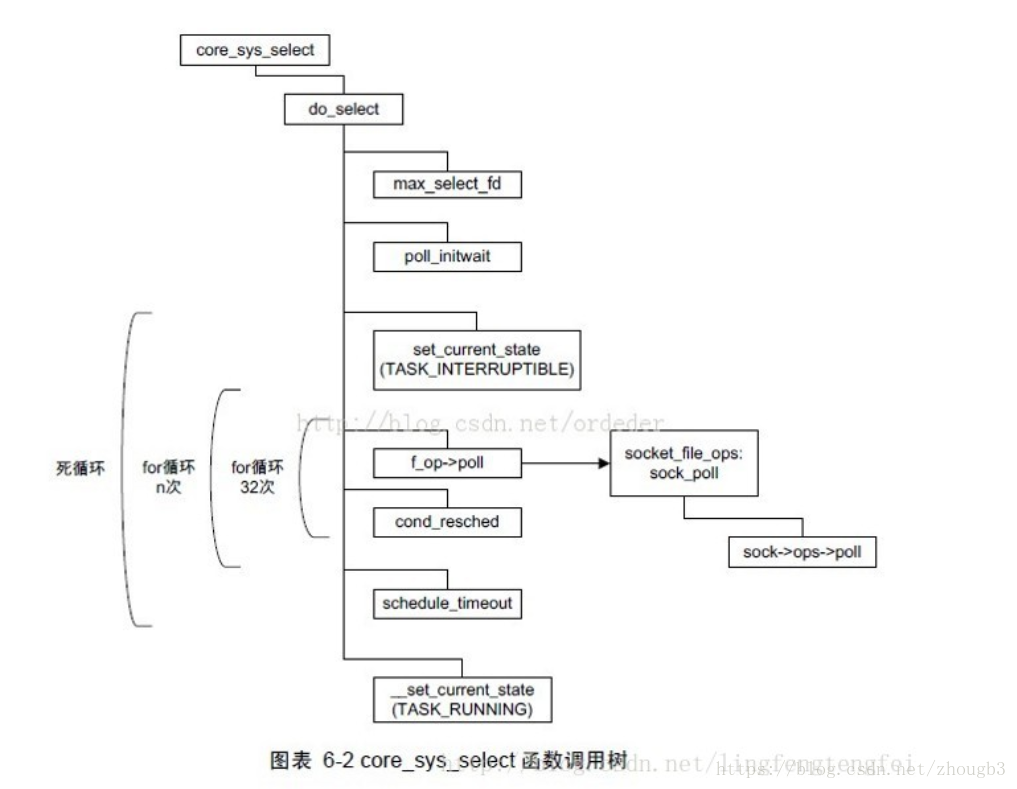 core_sys_select
do_select
max_select_fd
poll_initwait
set_current_state
(TASK_INTERRUPTIBLE)
http://blog.csdn.net/ordeder
死循环
for循环
n次
for循环
32次
f_op->poll
socket_file_ops:
sock_poll
cond_resched
sock->ops->poll
schedule_timeout
__set_current_state
(TASK_RUNNING)
图表 6-2 core_sys_select 函数调用树
http://blog.csdn.net/lingfengtengfei
https://blog.csdn.net/zhougb3